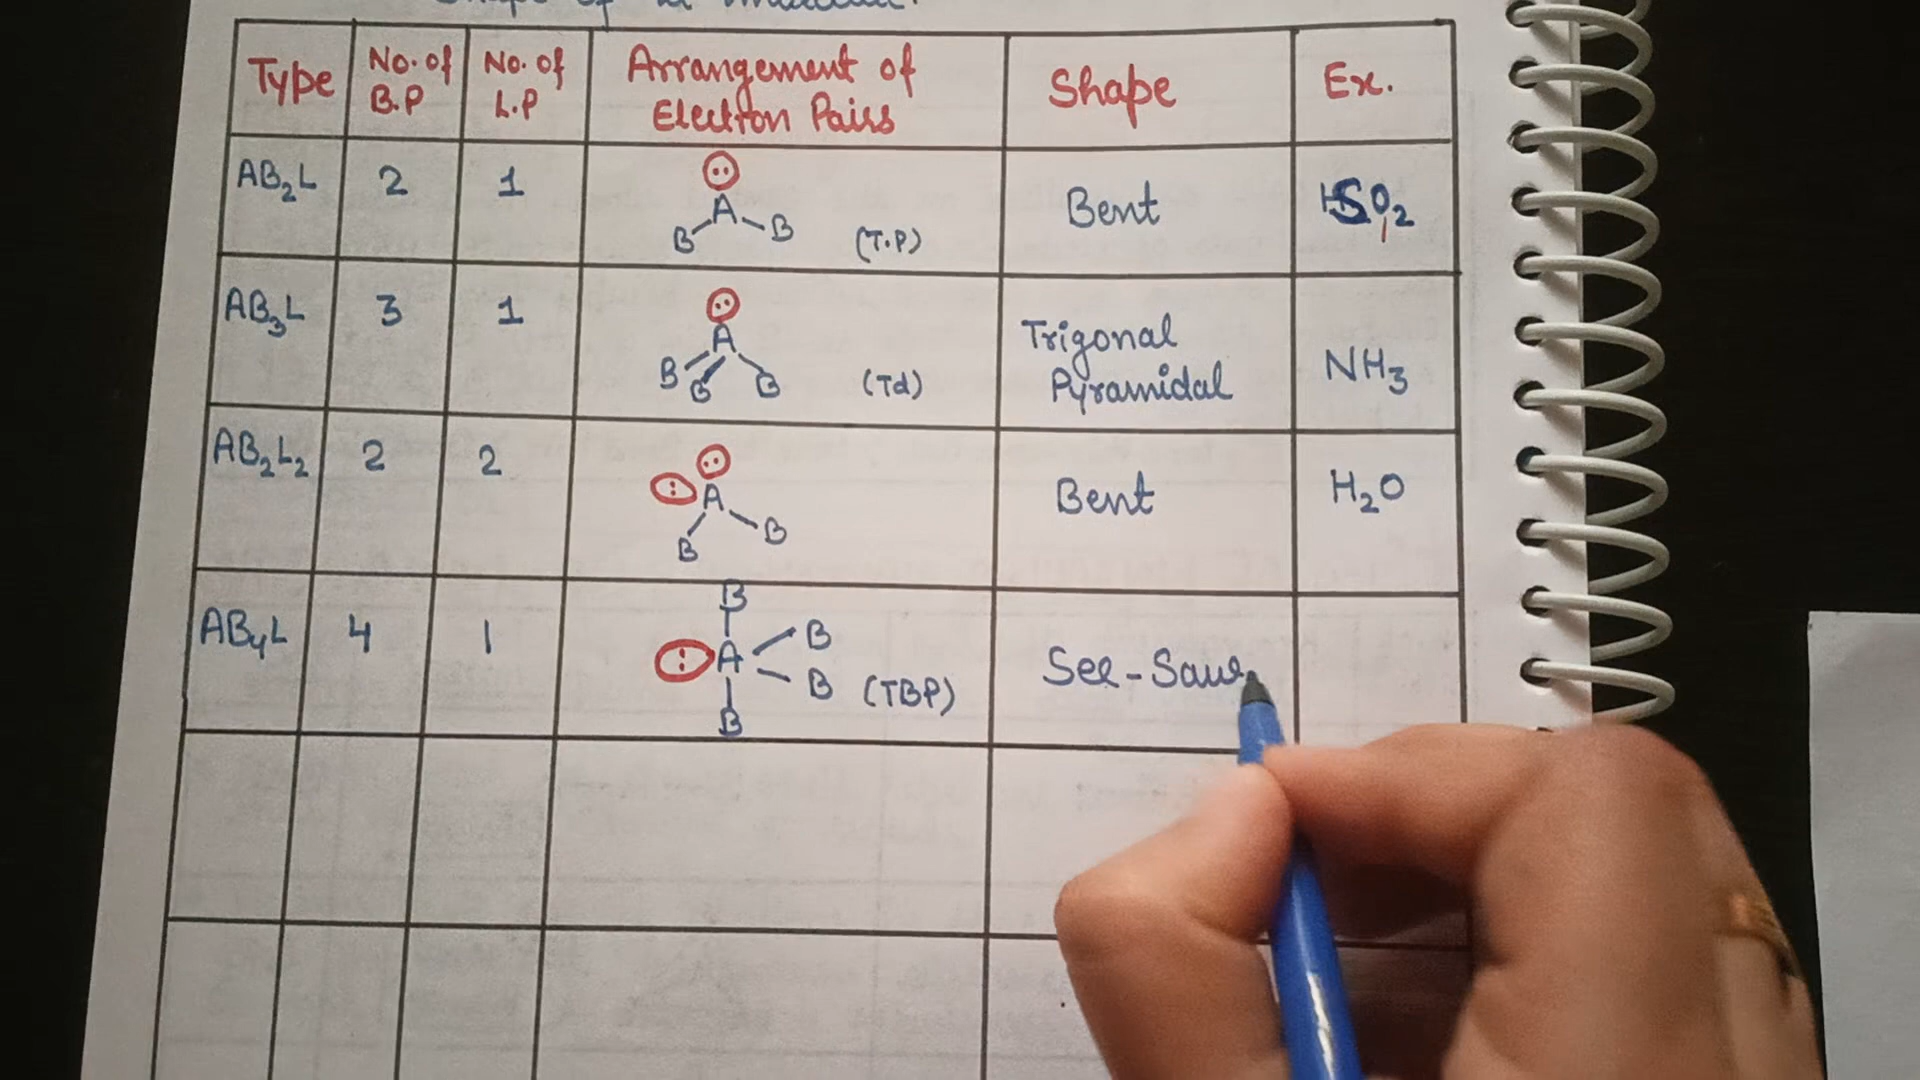 Type
No. of
B.P
No. of
L.P
Arrangement of
Electron Pairs
Shape
Ex.
AB₂L
2
1
A
B
B
(T.P)
Bent
SO₂
AB₃L
3
1
A
B
B
B
(Td)
Trigonal
Pyramidal
NH₃
AB₂L₂
2
2
A
B
B
Bent
H₂O
AB₄L
4
1
B
A
B
B
B
(TBP)
See-Saw